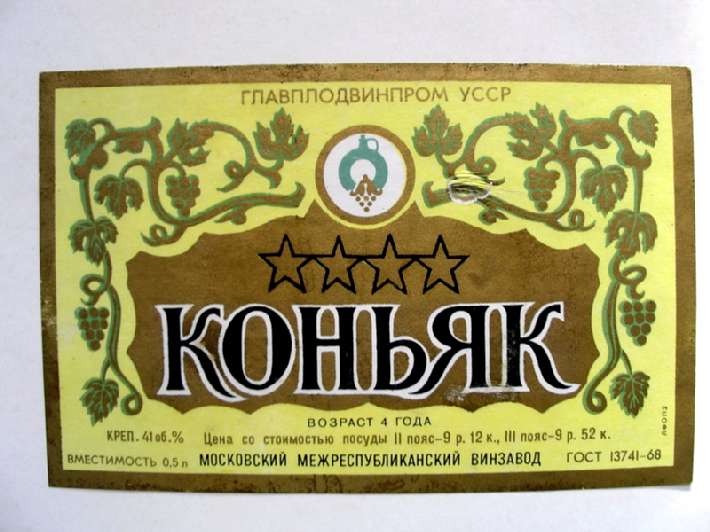 ГЛАВПЛОДВИНПРОМ УССР
КОНЬЯК
ВОЗРАСТ 4 ГОДА
КРЕП. 41 об.% Цена со стоимостью посуды II пояс-9 р. 12 к., III пояс-9 р. 52 к.
ВМЕСТИМОСТЬ 0,5 л МОСКОВСКИЙ МЕЖРЕСПУБЛИКАНСКИЙ ВИНЗАВОД ГОСТ 13741-68